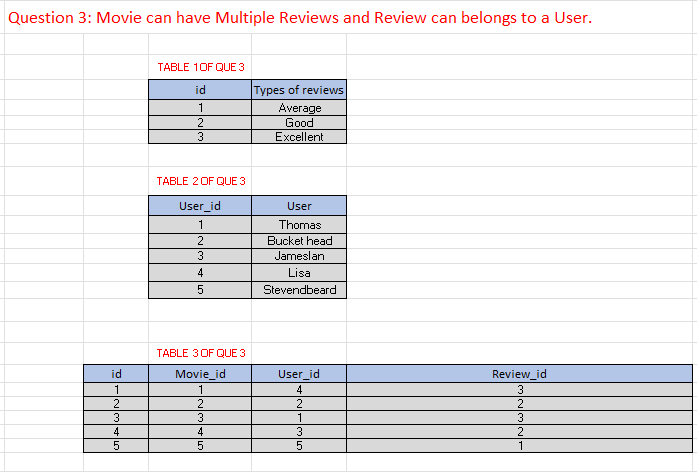 Question 3: Movie can have Multiple Reviews and Review can belongs to a User.
TABLE 1OF QUE 3
id Types of reviews
1 Average
2 Good
3 Excellent
TABLE 2 OF QUE 3
User_id User
1 Thomas
2 Bucket head
3 Jameslan
4 Lisa
5 Stevendbeard
TABLE 3 OF QUE 3
id Movie_id User_id Review_id
1 1 4 3
2 2 2 2
3 3 1 3
4 4 3 2
5 5 5 1